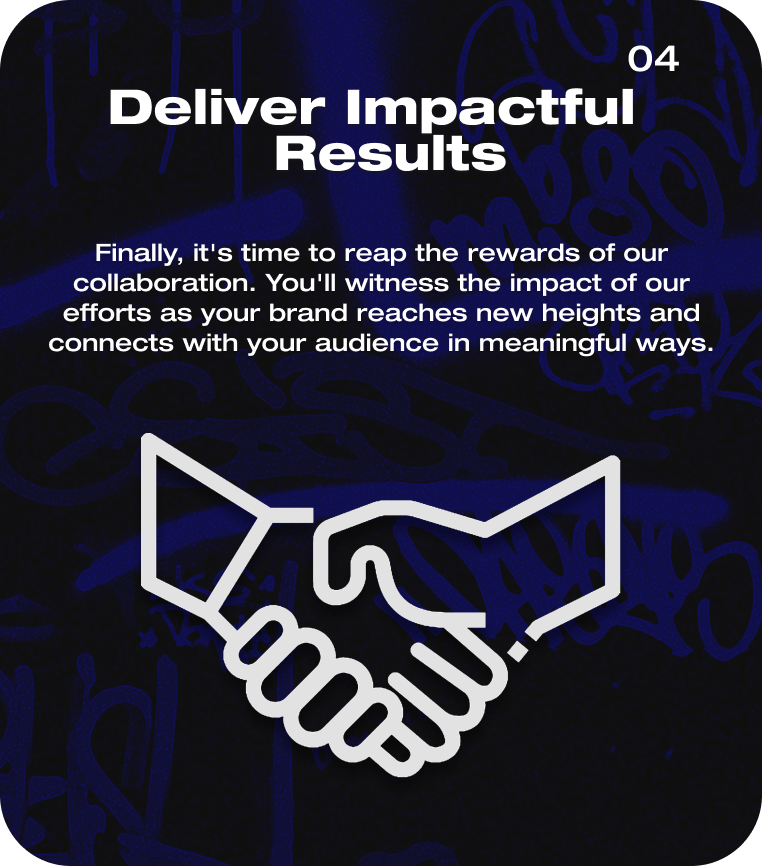 04
Deliver Impactful
Results
Finally, it's time to reap the rewards of our
collaboration. You'll witness the impact of our
efforts as your brand reaches new heights and
connects with your audience in meaningful ways.